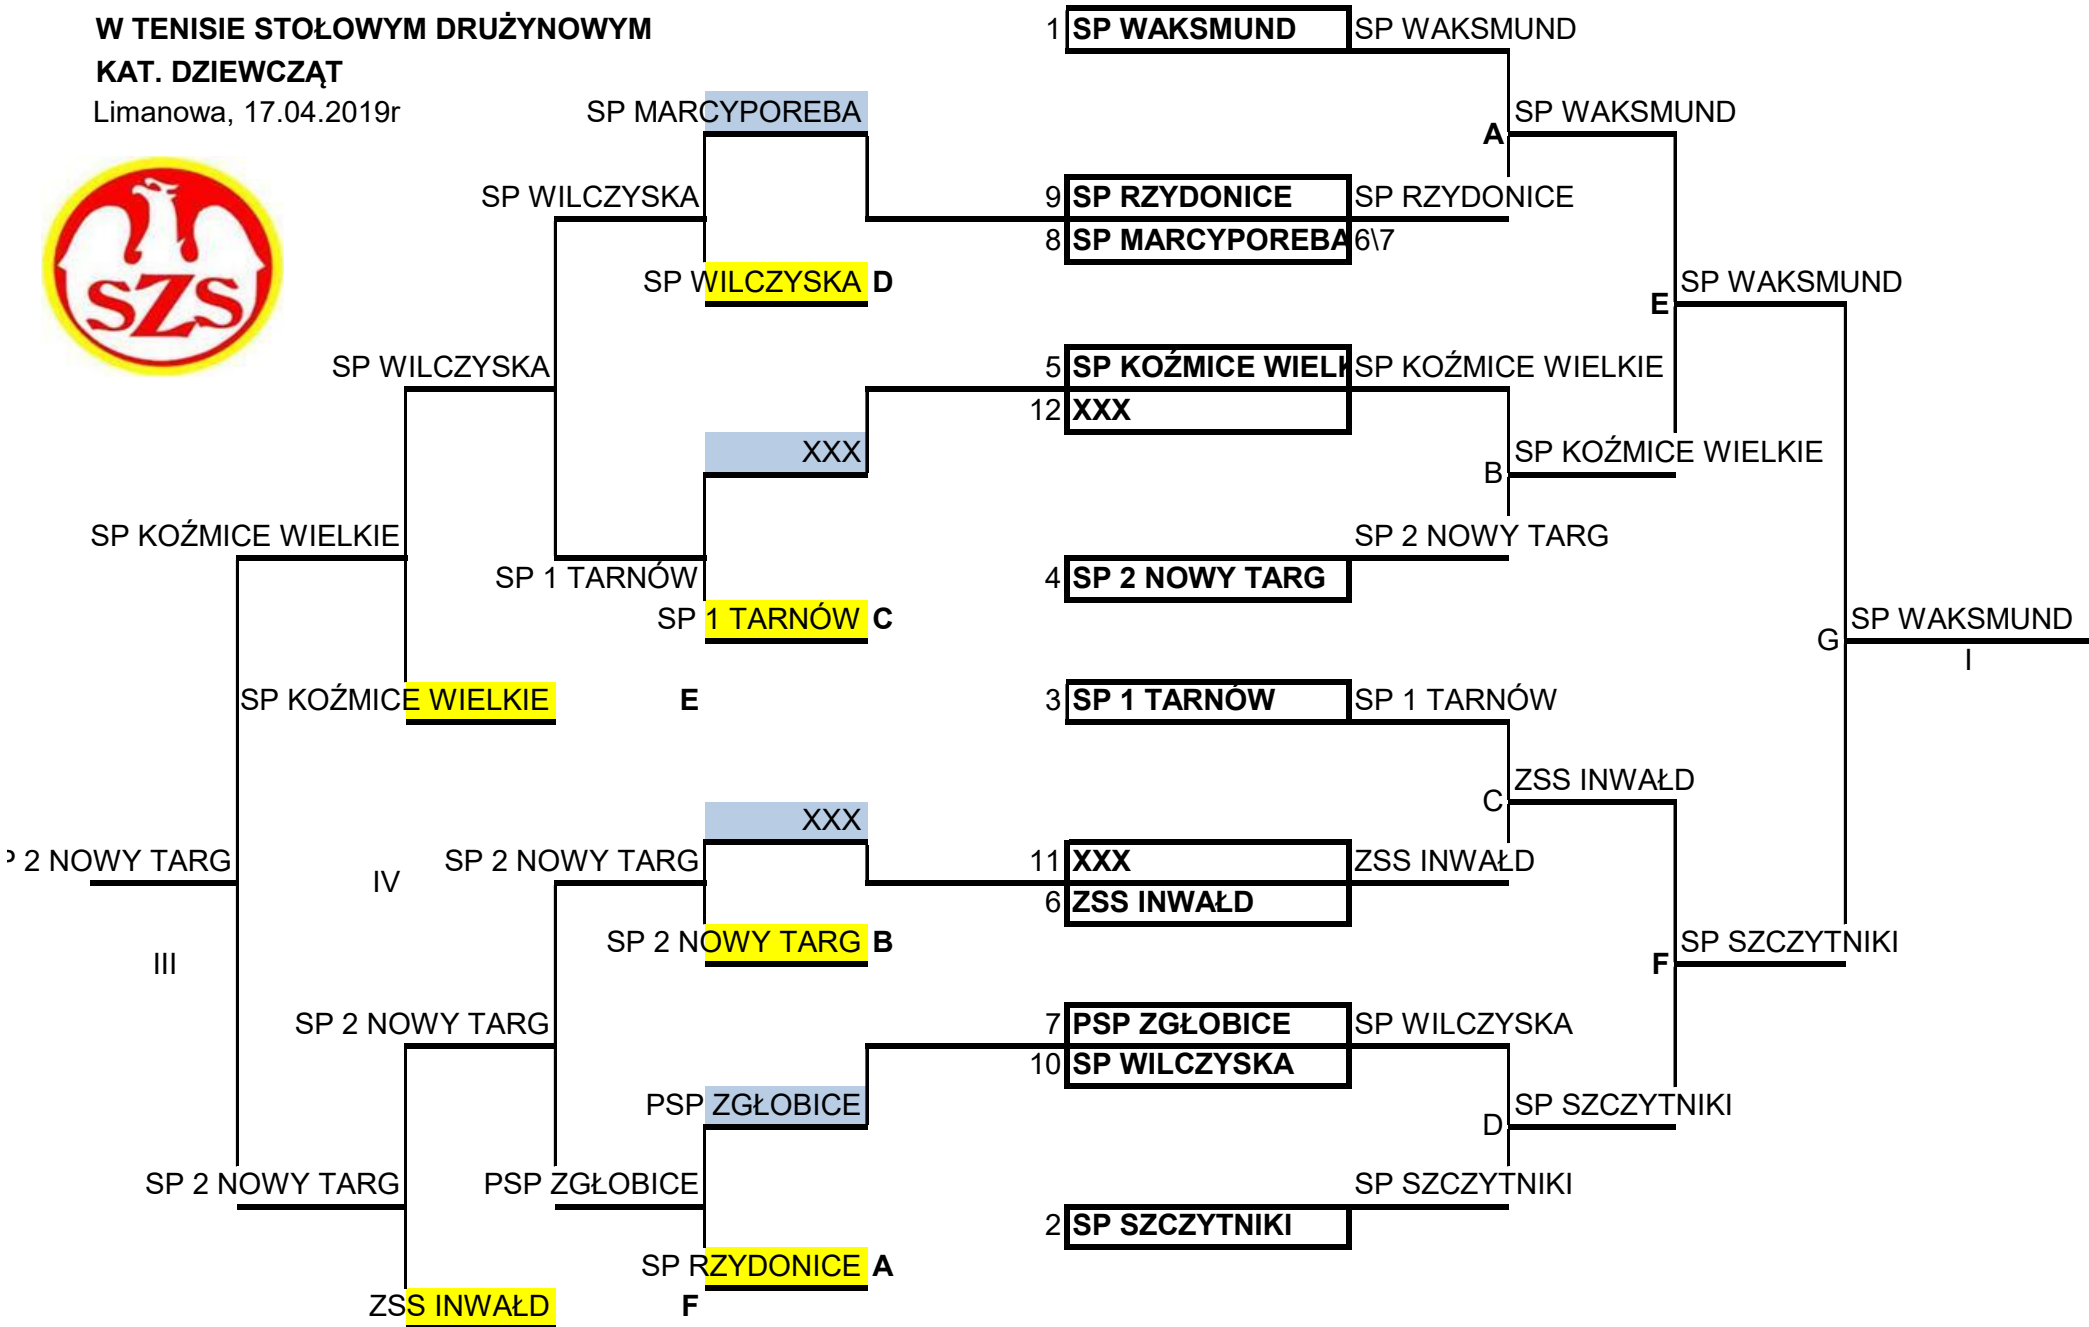 W TENISIE STOŁOWYM DRUŻYNOWYM
KAT. DZIEWCZĄT
Limanowa, 17.04.2019r
SZS
1 SP WAKSMUND SP WAKSMUND
SP MARCYPOREBA
A SP WAKSMUND
SP WILCZYSKA
9 SP RZYDONICE SP RZYDONICE
8 SP MARCYPOREBA 6\7
SP WILCZYSKA D
E SP WAKSMUND
SP WILCZYSKA
5 SP KOŹMICE WIELK SP KOŹMICE WIELKIE
12 XXX
XXX
B SP KOŹMICE WIELKIE
SP KOŹMICE WIELKIE
SP 2 NOWY TARG
SP 1 TARNÓW
4 SP 2 NOWY TARG
SP 1 TARNÓW C
G SP WAKSMUND
I
SP KOŹMICE WIELKIE E
3 SP 1 TARNÓW SP 1 TARNÓW
C ZSS INWAŁD
XXX
2 NOWY TARG
IV
SP 2 NOWY TARG
11 XXX ZSS INWAŁD
6 ZSS INWAŁD
SP 2 NOWY TARG B
F SP SZCZYTNIKI
III
SP 2 NOWY TARG
7 PSP ZGŁOBICE SP WILCZYSKA
10 SP WILCZYSKA
PSP ZGŁOBICE
D SP SZCZYTNIKI
SP 2 NOWY TARG
PSP ZGŁOBICE
SP SZCZYTNIKI
2 SP SZCZYTNIKI
SP RZYDONICE A
ZSS INWAŁD F